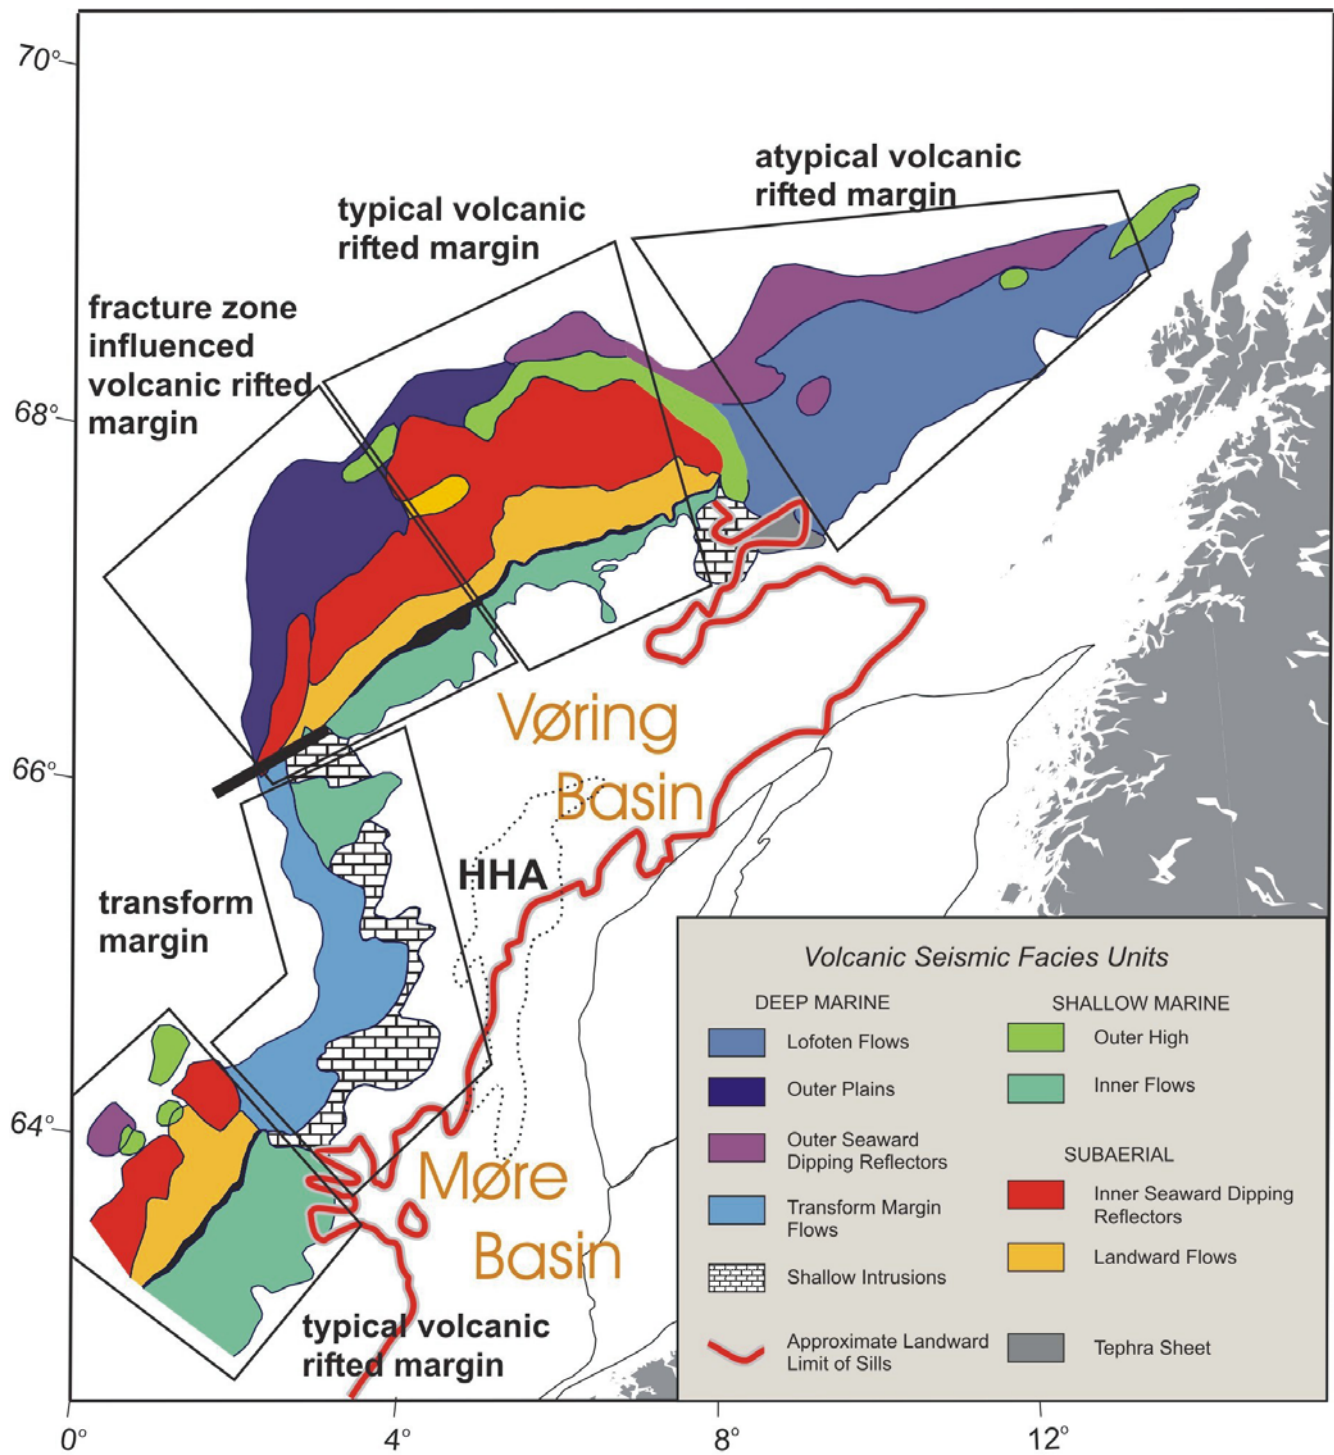 70°
atypical volcanic
rifted margin
typical volcanic
rifted margin
fracture zone
influenced
volcanic rifted
margin
68°
Vøring
Basin
66°
HHA
transform
margin
64°
Møre
Basin
typical volcanic
rifted margin
Volcanic Seismic Facies Units
DEEP MARINE
Lofoten Flows
Outer Plains
Outer Seaward
Dipping Reflectors
Transform Margin
Flows
Shallow Intrusions
Approximate Landward
Limit of Sills
SHALLOW MARINE
Outer High
Inner Flows
SUBAERIAL
Inner Seaward Dipping
Reflectors
Landward Flows
Tephra Sheet
0°
4°
8°
12°